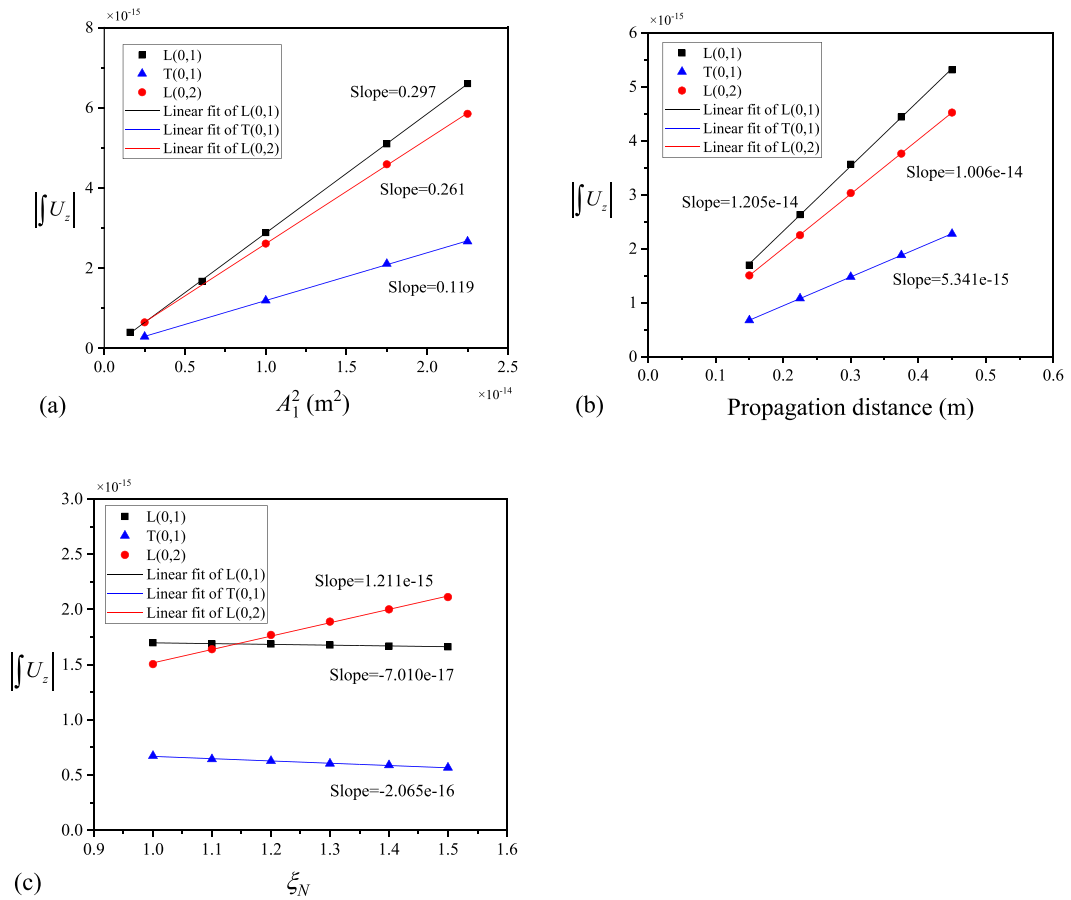 ×10⁻¹⁵
8
6
4
2
0
|∫U_z|
L(0,1)
T(0,1)
L(0,2)
Linear fit of L(0,1)
Linear fit of T(0,1)
Linear fit of L(0,2)
Slope=0.297
Slope=0.261
Slope=0.119
0.0 0.5 1.0 1.5 2.0 2.5
×10⁻¹⁴
A₁² (m²)
(a)
×10⁻¹⁵
6
5
4
3
2
1
0
|∫U_z|
L(0,1)
T(0,1)
L(0,2)
Linear fit of L(0,1)
Linear fit of T(0,1)
Linear fit of L(0,2)
Slope=1.006e-14
Slope=1.205e-14
Slope=5.341e-15
0.0 0.1 0.2 0.3 0.4 0.5 0.6
Propagation distance (m)
(b)
×10⁻¹⁵
3.0
2.5
2.0
1.5
1.0
0.5
0.0
|∫U_z|
L(0,1)
T(0,1)
L(0,2)
Linear fit of L(0,1)
Linear fit of T(0,1)
Linear fit of L(0,2)
Slope=1.211e-15
Slope=-7.010e-17
Slope=-2.065e-16
0.9 1.0 1.1 1.2 1.3 1.4 1.5 1.6
ξ_N
(c)